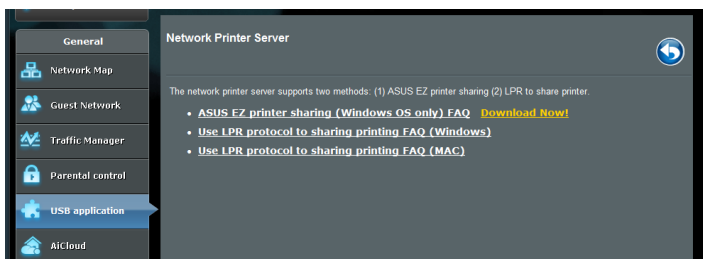 General
Network Map
Guest Network
Traffic Manager
Parental control
USB application
AiCloud
Network Printer Server
The network printer server supports two methods: (1) ASUS EZ printer sharing (2) LPR to share printer.
ASUS EZ printer sharing (Windows OS only) FAQ Download Now!
Use LPR protocol to sharing printing FAQ (Windows)
Use LPR protocol to sharing printing FAQ (MAC)